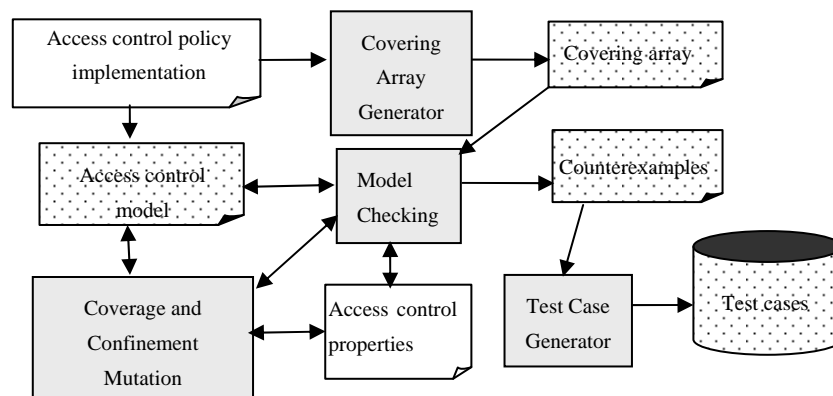 Access control policy
implementation
Covering
Array
Generator
Covering array
Access control
model
Model
Checking
Counterexamples
Coverage and
Confinement
Mutation
Access control
properties
Test Case
Generator
Test cases